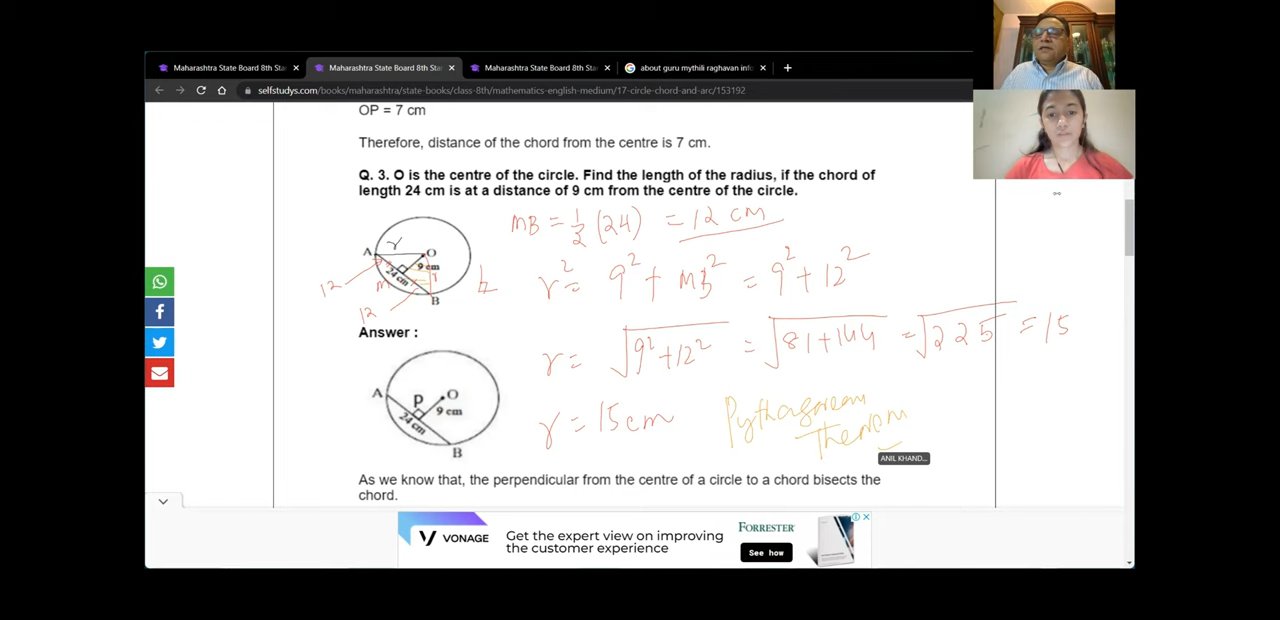 Maharashtra State Board 8th Sta
Maharashtra State Board 8th Sta
Maharashtra State Board 8th Sta
about guru mythili raghavan info
selfstudys.com/books/maharashtra/state-books/class-8th/mathematics-english-medium/17-circle-chord-and-arc/153192
OP = 7 cm
Therefore, distance of the chord from the centre is 7 cm.
Q. 3. O is the centre of the circle. Find the length of the radius, if the chord of
length 24 cm is at a distance of 9 cm from the centre of the circle.
MB = 1/2 (24) = 12 cm
A r O
9 cm
24 cm
12 M
12
B
r² = 9² + MB² = 9² + 12²
Answer :
r = √9² + 12² = √81 + 144 = √225 = 15
A P O
9 cm
24 cm
B
r = 15 cm
Pythagorean
Theorem
ANIL KHAND...
As we know that, the perpendicular from the centre of a circle to a chord bisects the
chord.
VONAGE
Get the expert view on improving
the customer experience
FORRESTER
See how